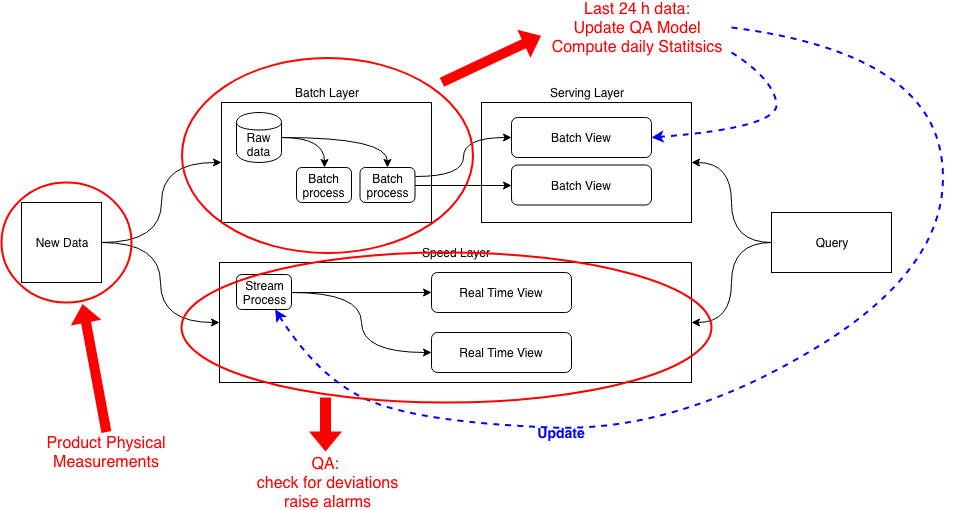 Last 24 h data:
Update QA Model
Compute daily Statitsics
Batch Layer
Serving Layer
Raw
data
Batch
process
Batch
process
Batch View
Batch View
New Data
Query
Speed Layer
Stream
Process
Real Time View
Real Time View
Update
Product Physical
Measurements
QA:
check for deviations
raise alarms